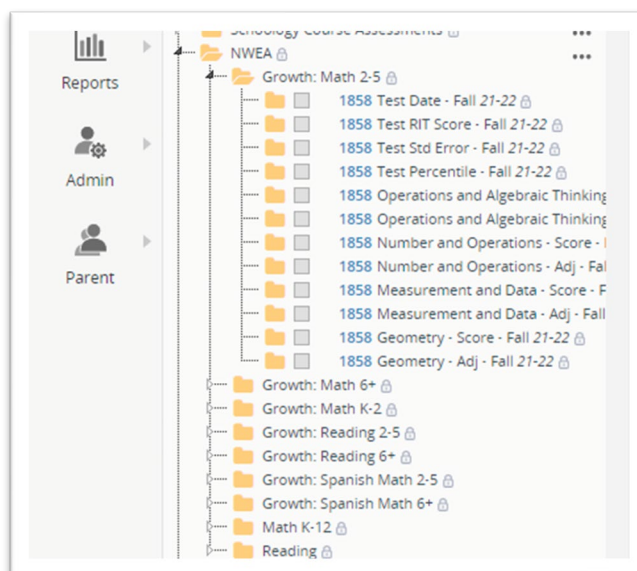 Schoology Course Assessments
NWEA
Reports
Growth: Math 2-5
1858 Test Date - Fall 21-22
1858 Test RIT Score - Fall 21-22
1858 Test Std Error - Fall 21-22
Admin
1858 Test Percentile - Fall 21-22
1858 Operations and Algebraic Thinking
1858 Operations and Algebraic Thinking
1858 Number and Operations - Score -
Parent
1858 Number and Operations - Adj - Fal
1858 Measurement and Data - Score - F
1858 Measurement and Data - Adj - Fall
1858 Geometry - Score - Fall 21-22
1858 Geometry - Adj - Fall 21-22
Growth: Math 6+
Growth: Math K-2
Growth: Reading 2-5
Growth: Reading 6+
Growth: Spanish Math 2-5
Growth: Spanish Math 6+
Math K-12
Reading